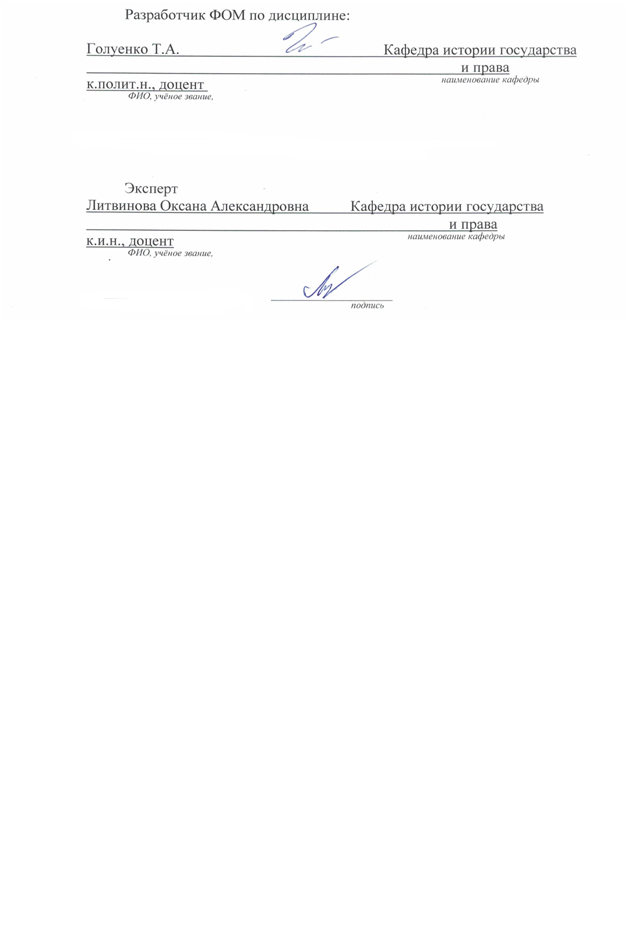 Разработчик ФОМ по дисциплине:
Голуенко Т.А. Кафедра истории государства
и права
к.полит.н., доцент наименование кафедры
ФИО, учёное звание,
Эксперт
Литвинова Оксана Александровна Кафедра истории государства
и права
к.и.н., доцент наименование кафедры
ФИО, учёное звание,
подпись